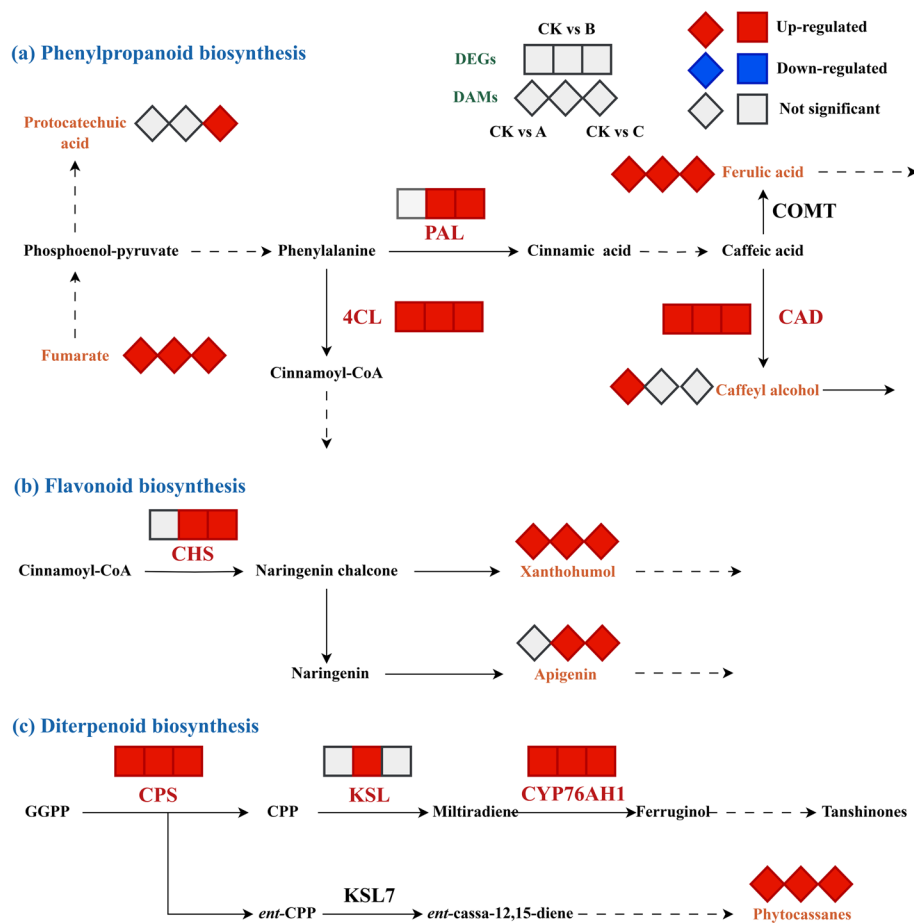 (a) Phenylpropanoid biosynthesis
CK vs B
DEGs
DAMs
CK vs A
CK vs C
Up-regulated
Down-regulated
Not significant
Protocatechuic
acid
Ferulic acid
COMT
PAL
Phosphoenol-pyruvate
Phenylalanine
Cinnamic acid
Caffeic acid
4CL
CAD
Fumarate
Cinnamoyl-CoA
Caffeyl alcohol
(b) Flavonoid biosynthesis
CHS
Cinnamoyl-CoA
Naringenin chalcone
Xanthohumol
Naringenin
Apigenin
(c) Diterpenoid biosynthesis
CPS
KSL
CYP76AH1
GGPP
CPP
Miltiradiene
Ferruginol
Tanshinones
KSL7
ent-CPP
ent-cassa-12,15-diene
Phytocassanes